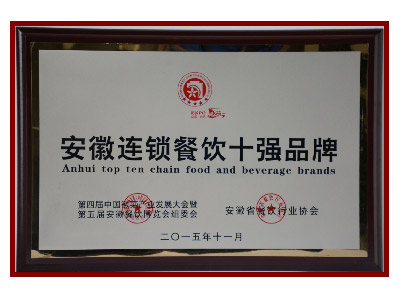 安徽连锁餐饮十强品牌
Anhui top ten chain food and beverage brands
第四届中国 产业发展大会暨
第五届安徽餐饮博览会组委会
安徽省餐饮行业协会
二〇一五年十一月